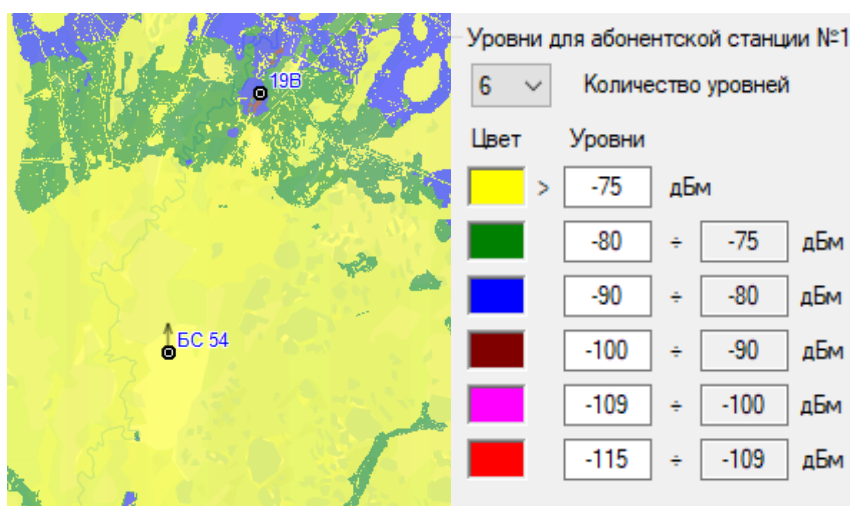 19В
БС 54
Уровни для абонентской станции №1
6 Количество уровней
Цвет Уровни
> -75 дБм
-80 ÷ -75 дБм
-90 ÷ -80 дБм
-100 ÷ -90 дБм
-109 ÷ -100 дБм
-115 ÷ -109 дБм